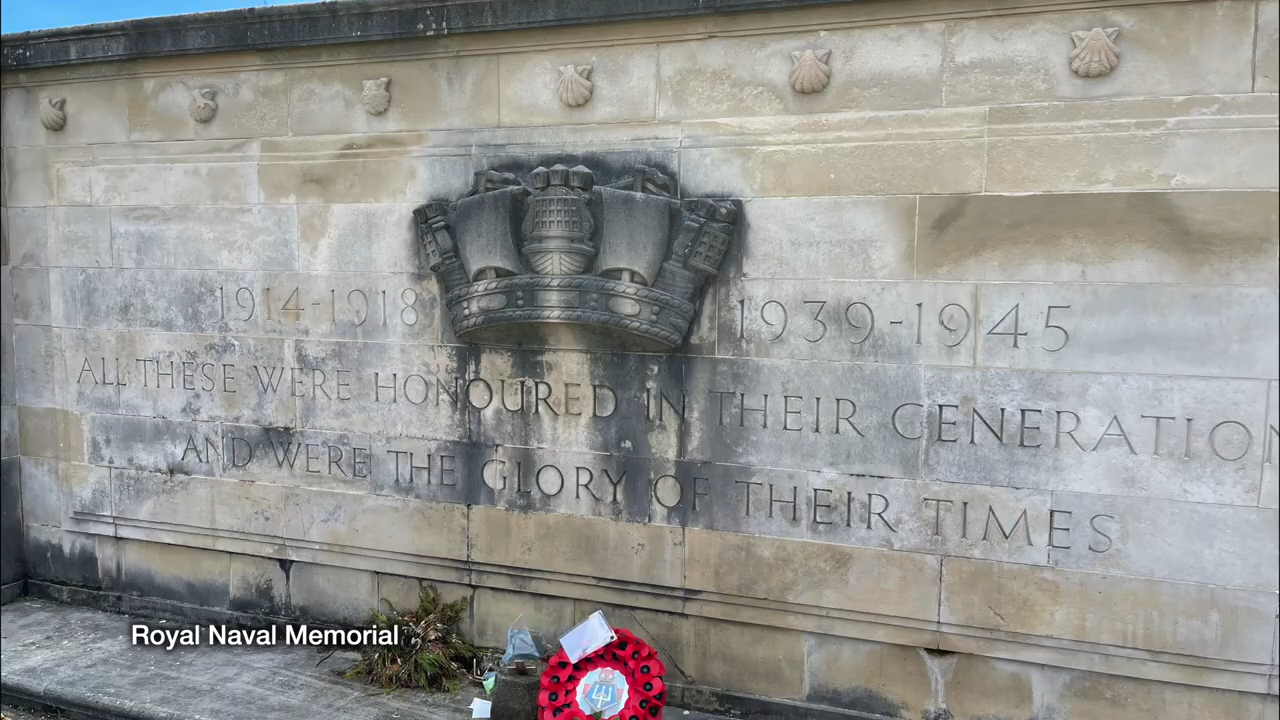 1914-1918
1939-1945
ALL THESE WERE HONOURED IN THEIR GENERATION
AND WERE THE GLORY OF THEIR TIMES
Royal Naval Memorial